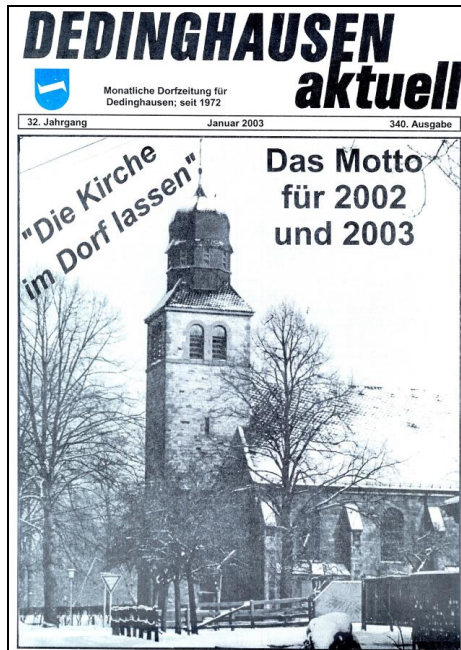 DEDINGHAUSEN
aktuell
Monatliche Dorfzeitung für
Dedinghausen; seit 1972
32. Jahrgang Januar 2003 340. Ausgabe
"Die Kirche
im Dorf lassen"
Das Motto
für 2002
und 2003